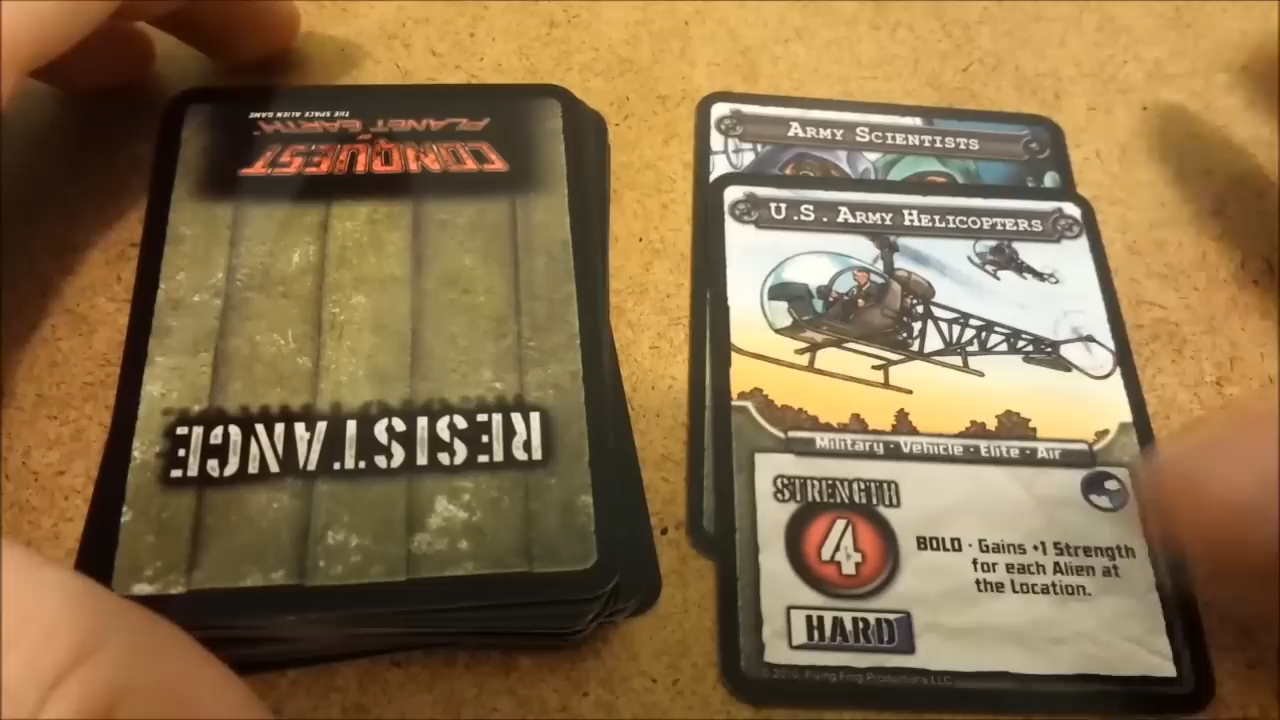 THE SPACE ALIEN GAME
CONQUEST
OF
PLANET EARTH
RESISTANCE
ARMY SCIENTISTS
U.S. ARMY HELICOPTERS
Military · Vehicle · Elite · Air
STRENGTH
4
HARD
BOLD · Gains +1 Strength
for each Alien at
the Location.
© 2010 Flying Frog Productions LLC